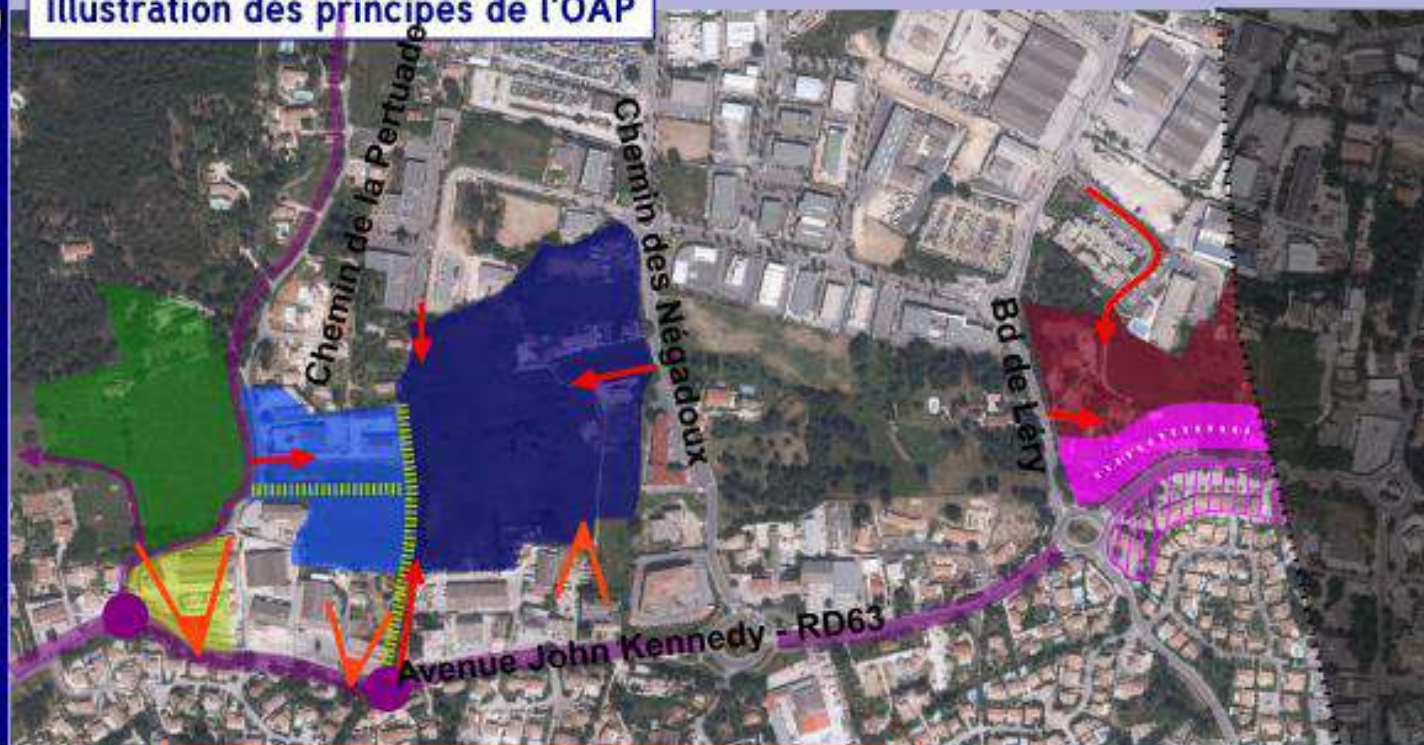 Illustration des principes de l'OAP
Chemin de la Pertuade
Chemin des Négadoux
Bd de Léry
Avenue John Kennedy - RD63